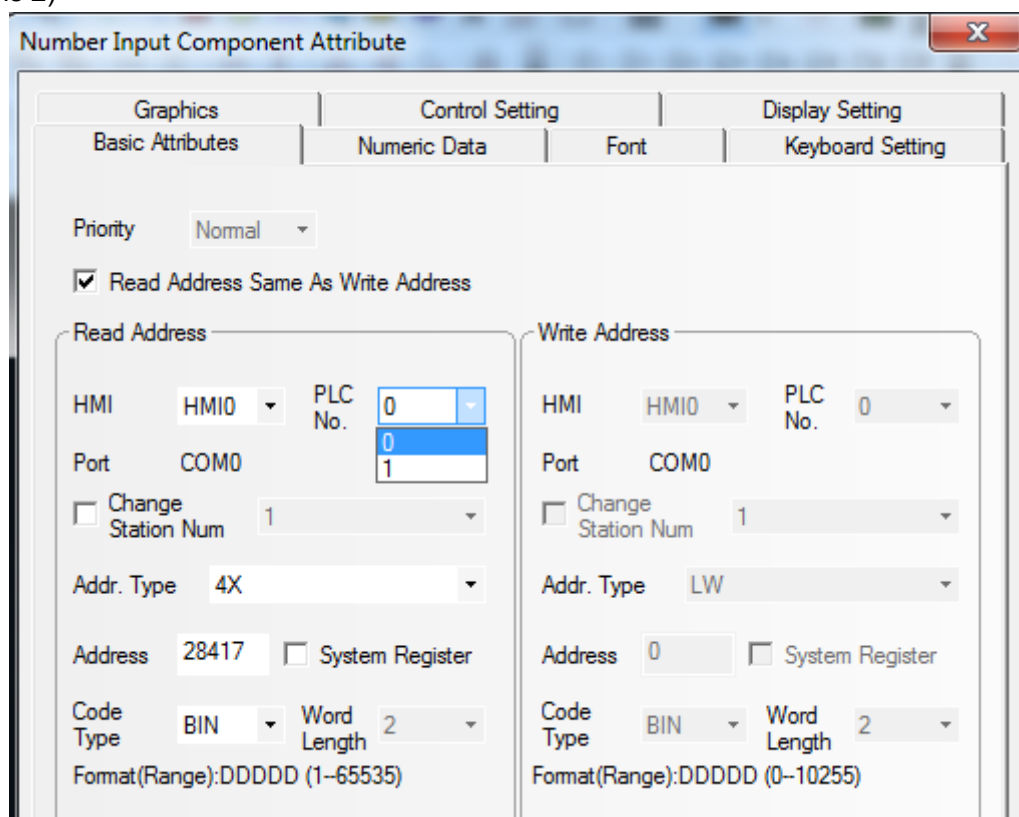 Number Input Component Attribute
X
Graphics Control Setting Display Setting
Basic Attributes Numeric Data Font Keyboard Setting
Priority Normal
Read Address Same As Write Address
Read Address
HMI HMI0 PLC No. 0
0
1
Port COM0
Change Station Num 1
Addr. Type 4X
Address 28417 System Register
Code Type BIN Word Length 2
Format(Range):DDDDD (1--65535)
Write Address
HMI HMI0 PLC No. 0
Port COM0
Change Station Num 1
Addr. Type LW
Address 0 System Register
Code Type BIN Word Length 2
Format(Range):DDDDD (0--10255)